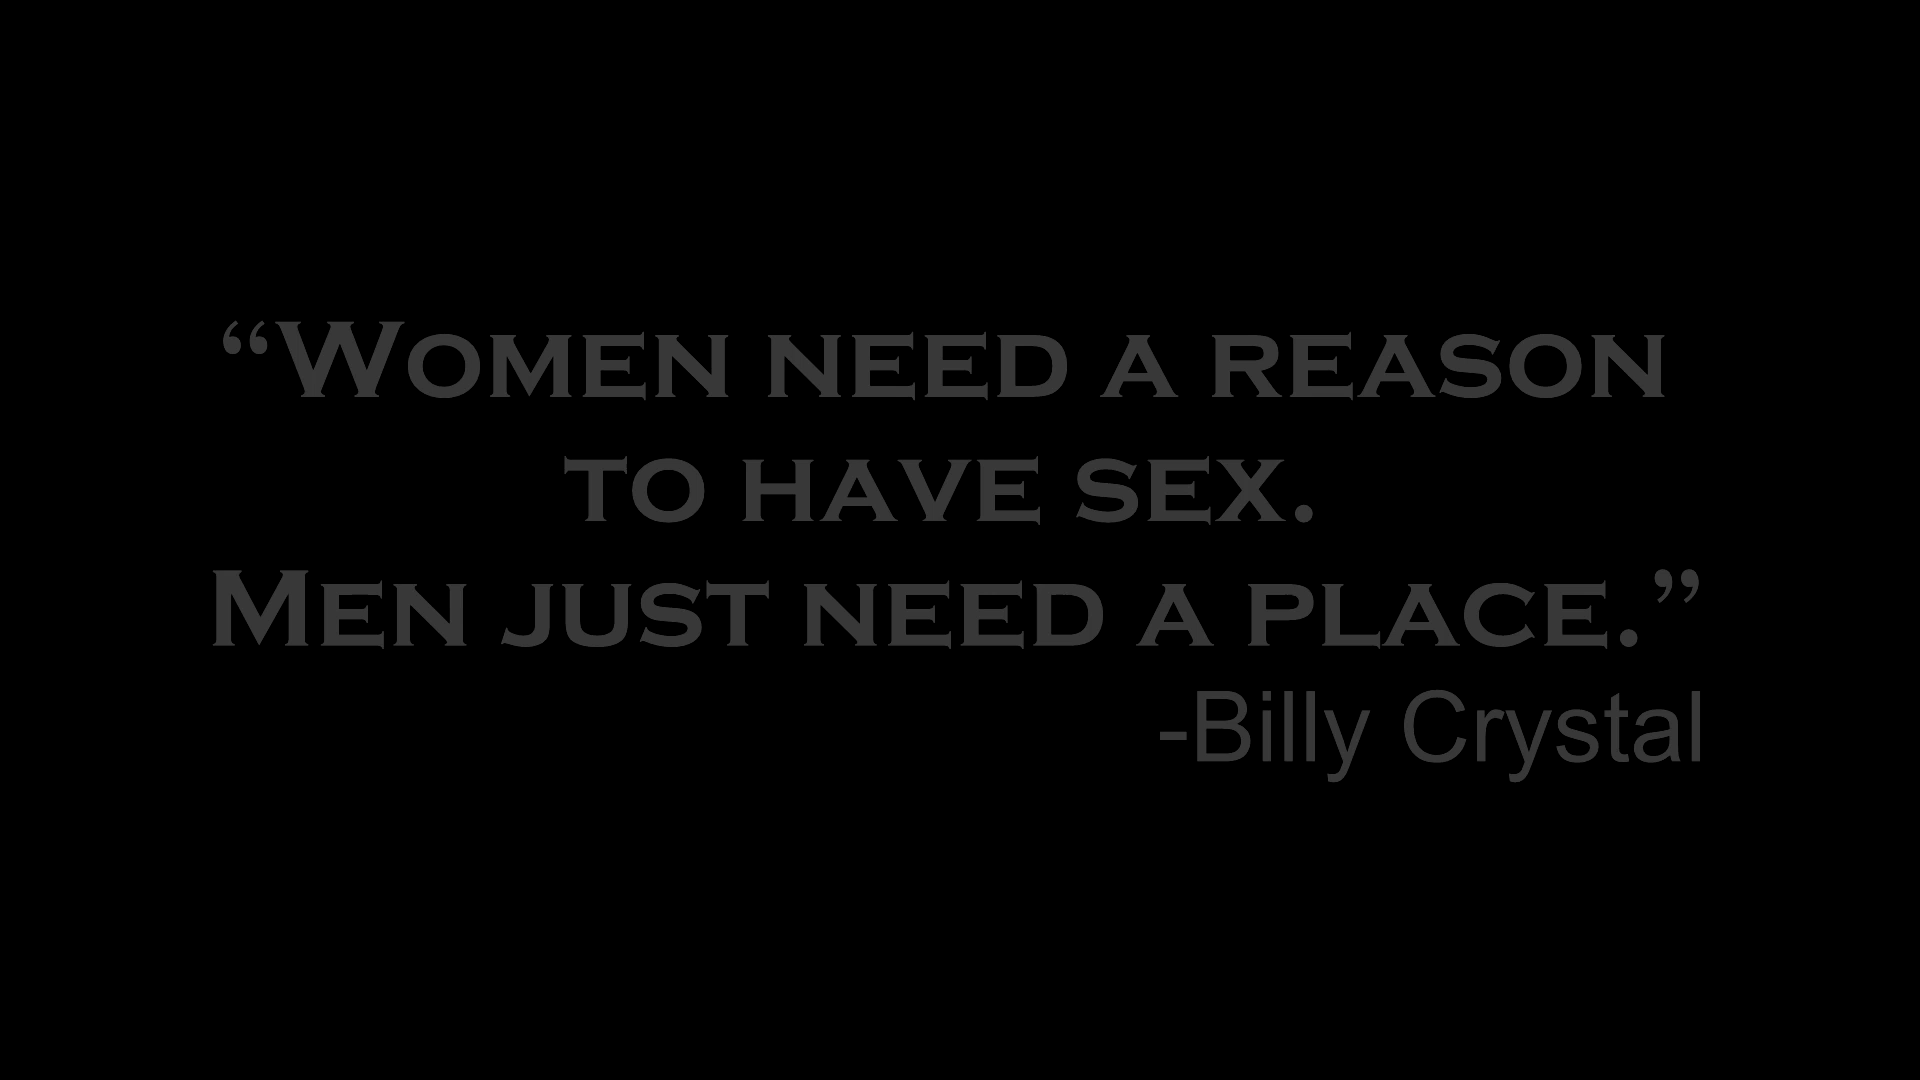 “Women need a reason
to have sex.
Men just need a place.”
-Billy Crystal